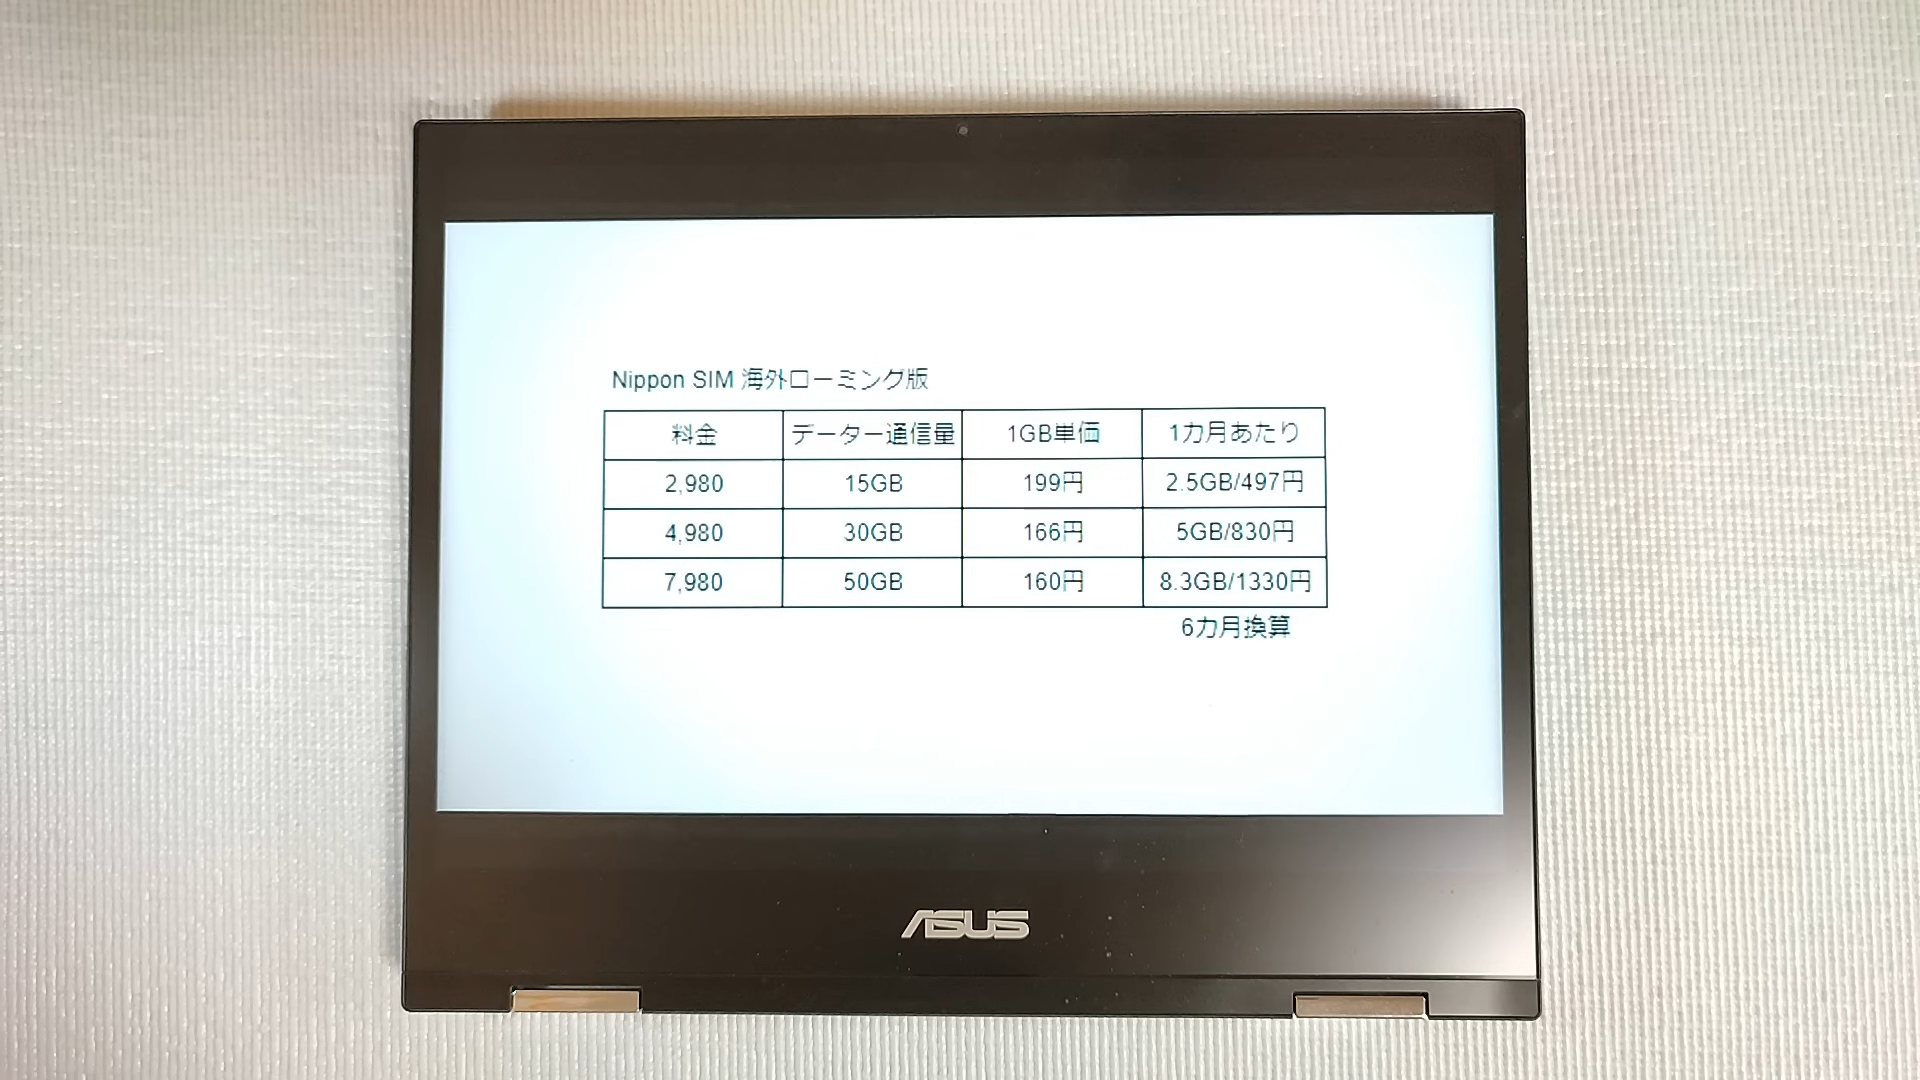 Nippon SIM 海外ローミング版
料金 データー通信量 1GB単価 1カ月あたり
2,980 15GB 199円 2.5GB/497円
4,980 30GB 166円 5GB/830円
7,980 50GB 160円 8.3GB/1330円
6カ月換算
ASUS